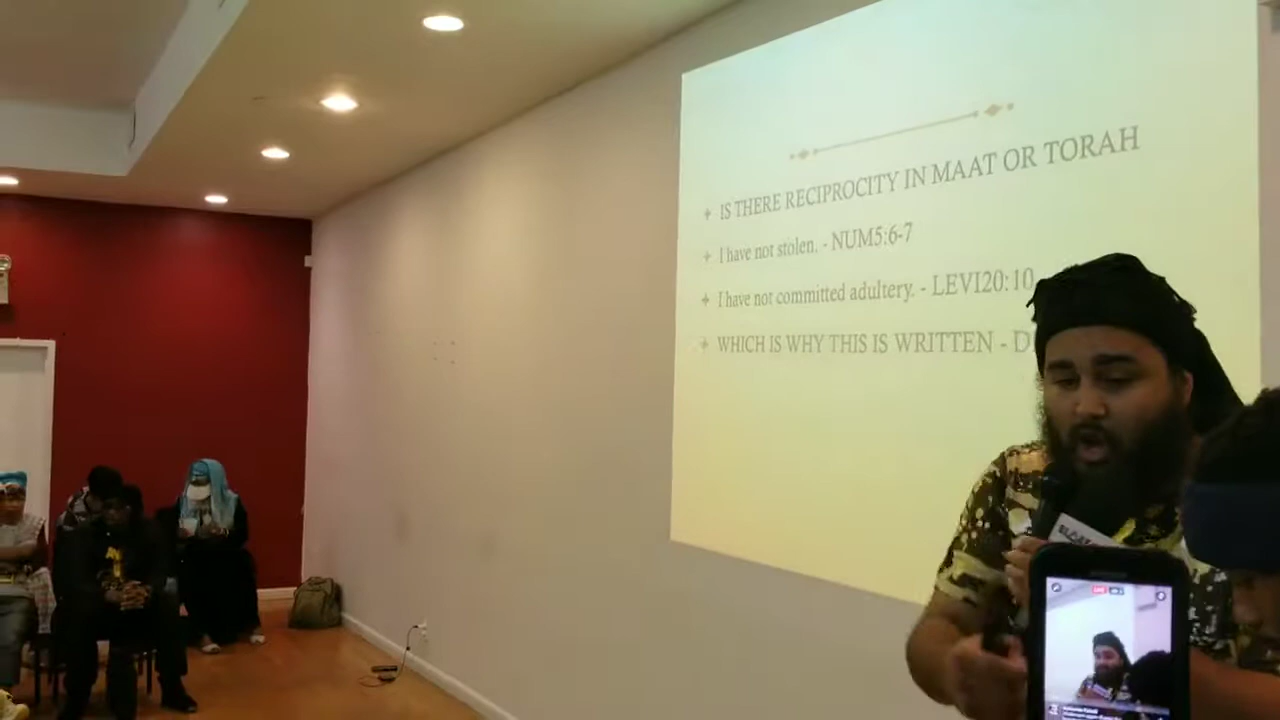 IS THERE RECIPROCITY IN MAAT OR TORAH
I have not stolen. - NUM5:6-7
I have not committed adultery. - LEVI20:10
WHICH IS WHY THIS IS WRITTEN - D
LIVE